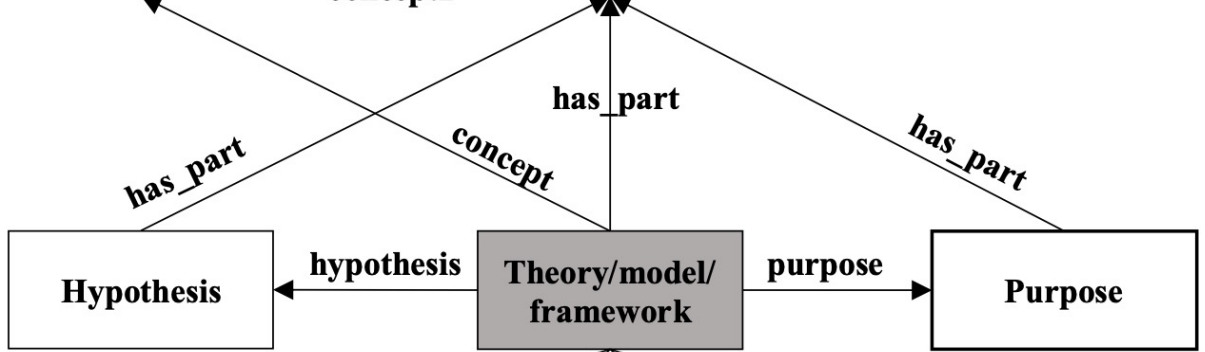 has_part
concept
has_part
has_part
hypothesis
purpose
Hypothesis
Theory/model/
framework
Purpose